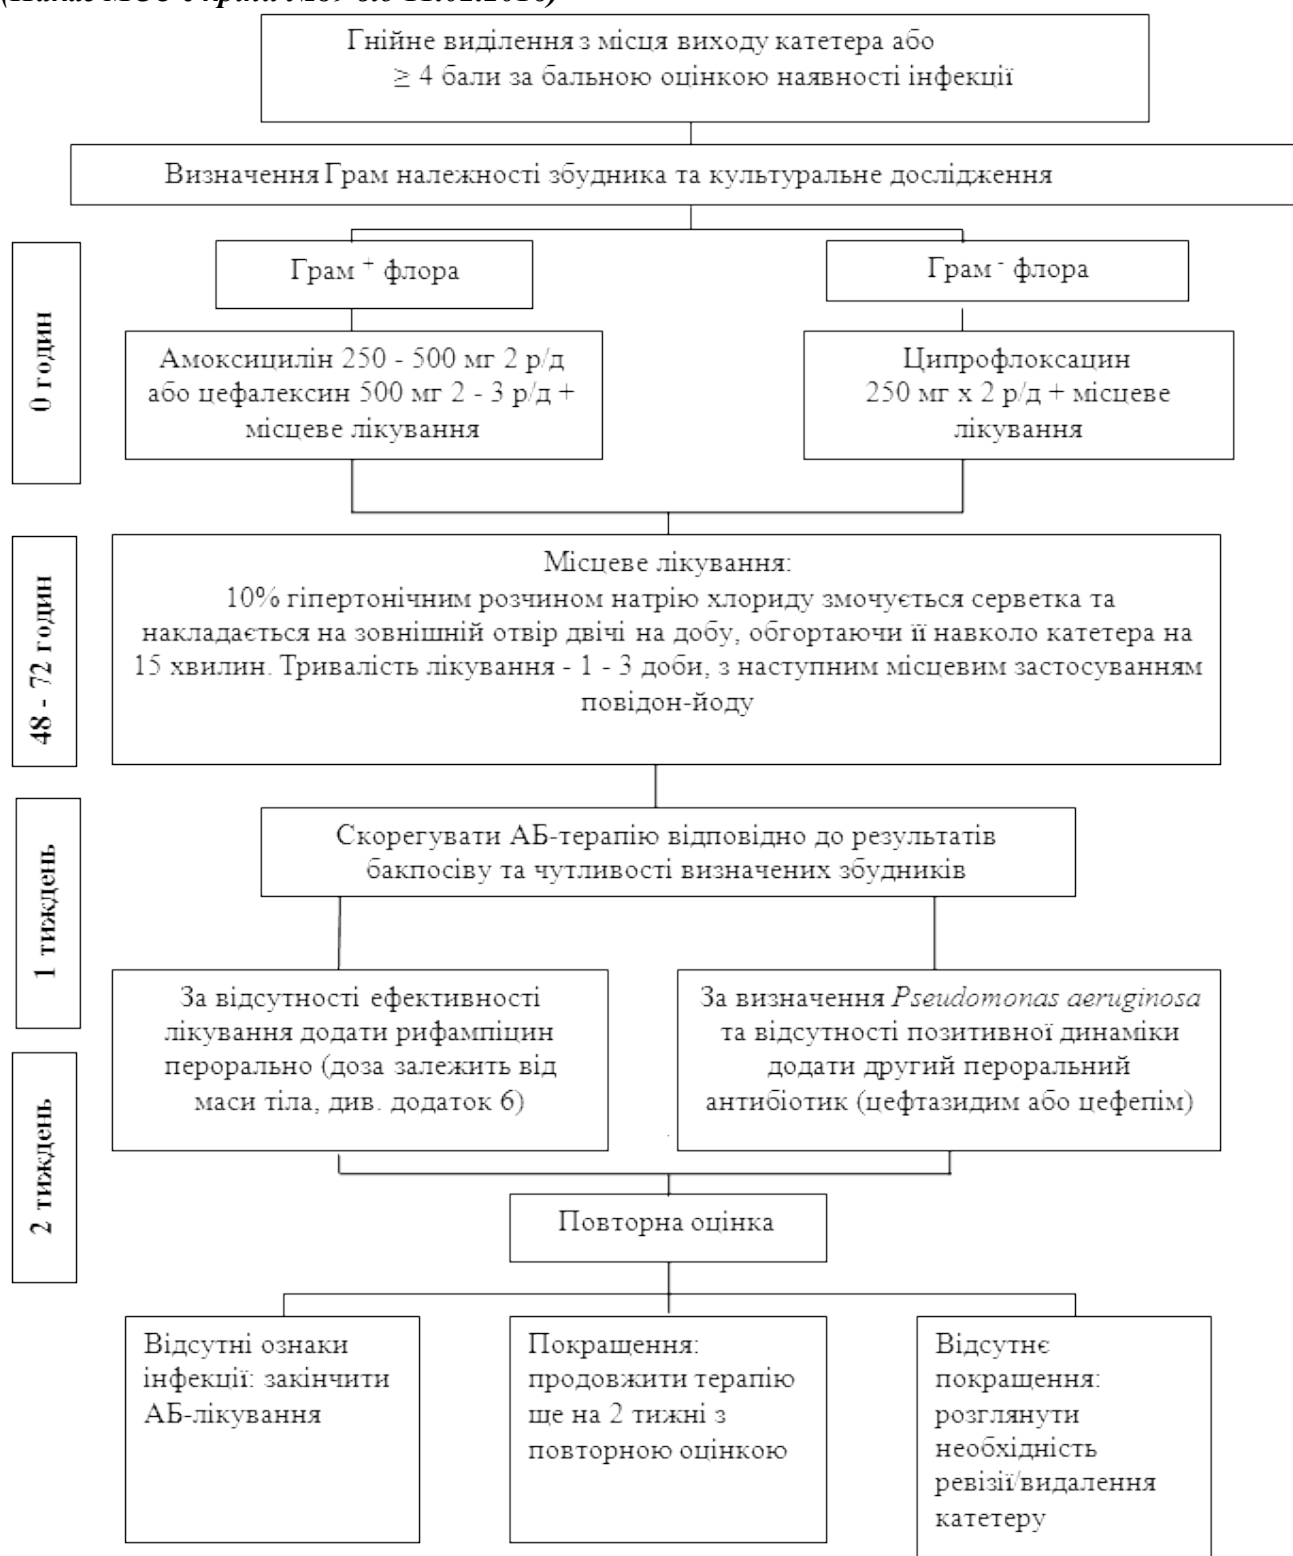 Гнійне виділення з місця виходу катетера або
≥ 4 бали за бальною оцінкою наявності інфекції
Визначення Грам належності збудника та культуральне дослідження
0 годин
Грам + флора
Грам - флора
Амоксицилін 250 - 500 мг 2 р/д
або цефалексин 500 мг 2 - 3 р/д +
місцеве лікування
Ципрофлоксацин
250 мг х 2 р/д + місцеве
лікування
48 - 72 годин
Місцеве лікування:
10% гіпертонічним розчином натрію хлориду змочується серветка та
накладається на зовнішній отвір двічі на добу, обгортаючи її навколо катетера на
15 хвилин. Тривалість лікування - 1 - 3 доби, з наступним місцевим застосуванням
повідон-йоду
1 тиждень
Скорегувати АБ-терапію відповідно до результатів
бакпосіву та чутливості визначених збудників
За відсутності ефективності
лікування додати рифампіцин
перорально (доза залежить від
маси тіла, див. додаток 6)
За визначення Pseudomonas aeruginosa
та відсутності позитивної динаміки
додати другий пероральний
антибіотик (цефтазидим або цефепім)
2 тиждень
Повторна оцінка
Відсутні ознаки
інфекції: закінчити
АБ-лікування
Покращення:
продовжити терапію
ще на 2 тижні з
повторною оцінкою
Відсутнє
покращення:
розглянути
необхідність
ревізії/видалення
катетеру